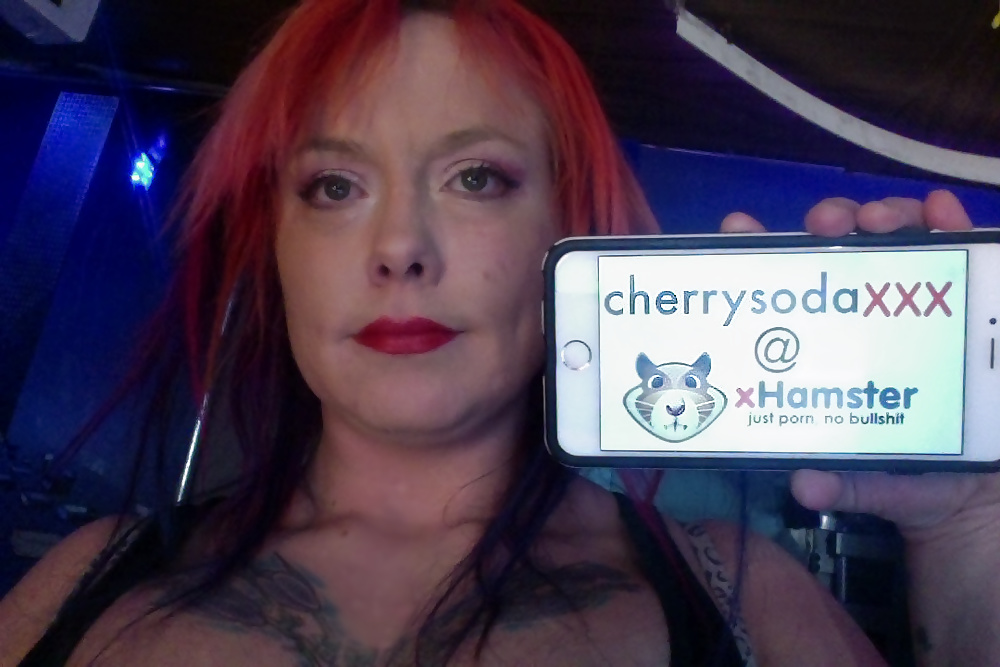 cherrysodaxxx
@
xHamster
just porn, no bullshit